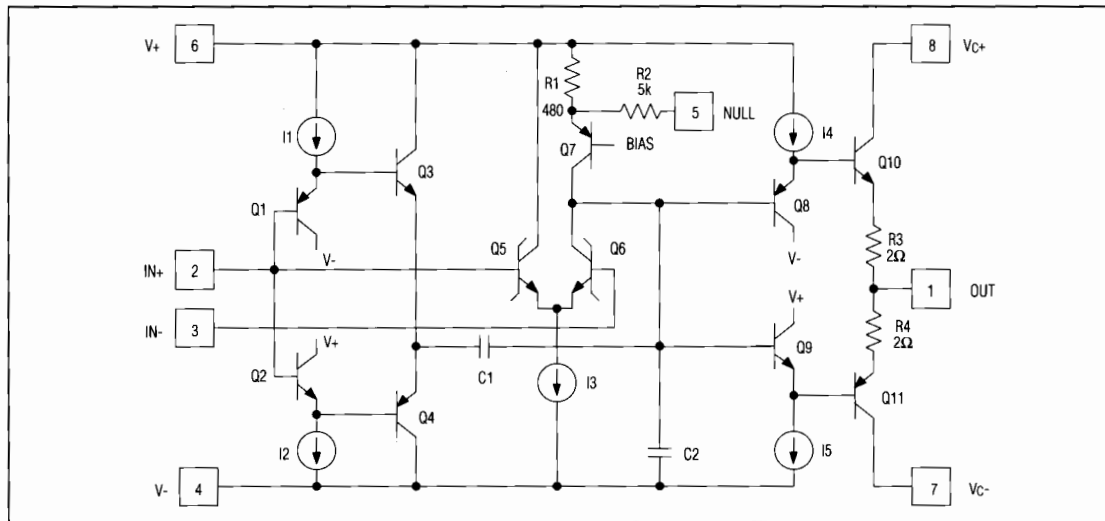 V+ 6
8 VC+
R1
R2
5k
480
5 NULL
I1
I4
Q7
BIAS
Q3
Q10
Q1
Q8
R3
2Ω
V-
Q5
Q6
V-
IN+ 2
1 OUT
IN- 3
V+
R4
2Ω
V+
Q2
Q9
C1
I3
Q4
Q11
I2
C2
I5
V- 4
7 VC-